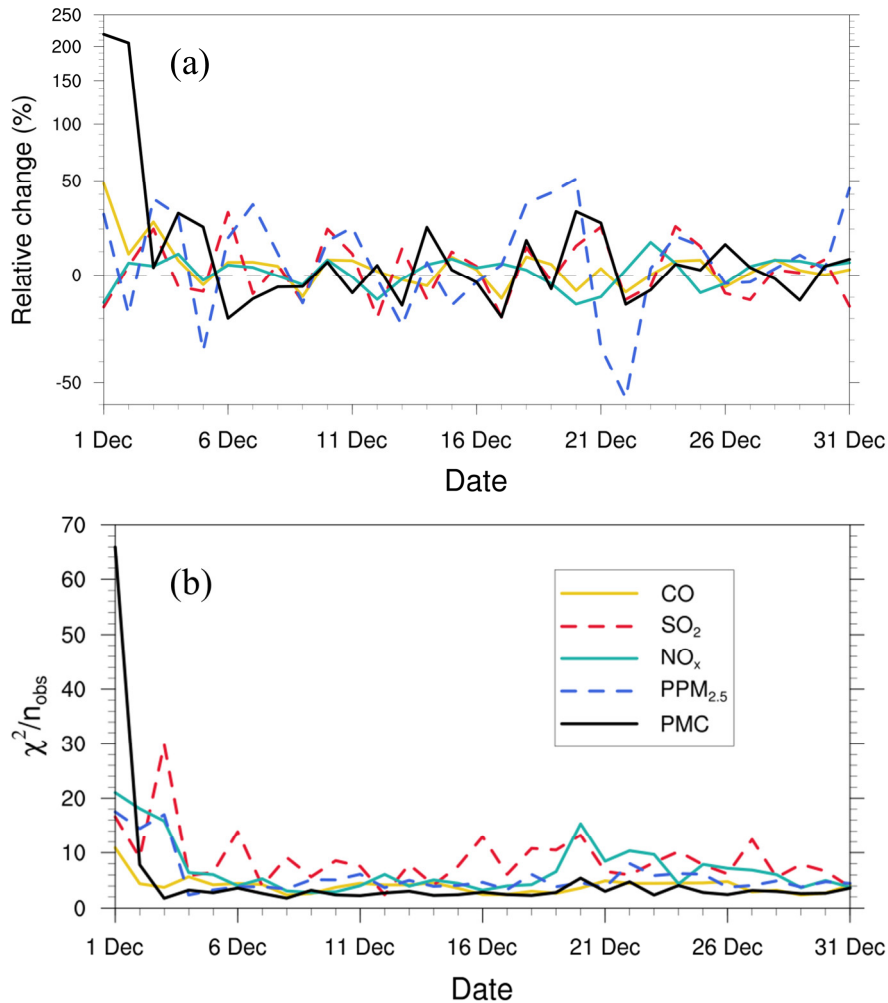 250
200
(a)
150
100
50
0
-50
Relative change (%)
1 Dec 6 Dec 11 Dec 16 Dec 21 Dec 26 Dec 31 Dec
Date
70
(b)
60
50
40
30
20
10
0
χ²/n_obs
CO
SO₂
NOₓ
PPM₂.₅
PMC
1 Dec 6 Dec 11 Dec 16 Dec 21 Dec 26 Dec 31 Dec
Date